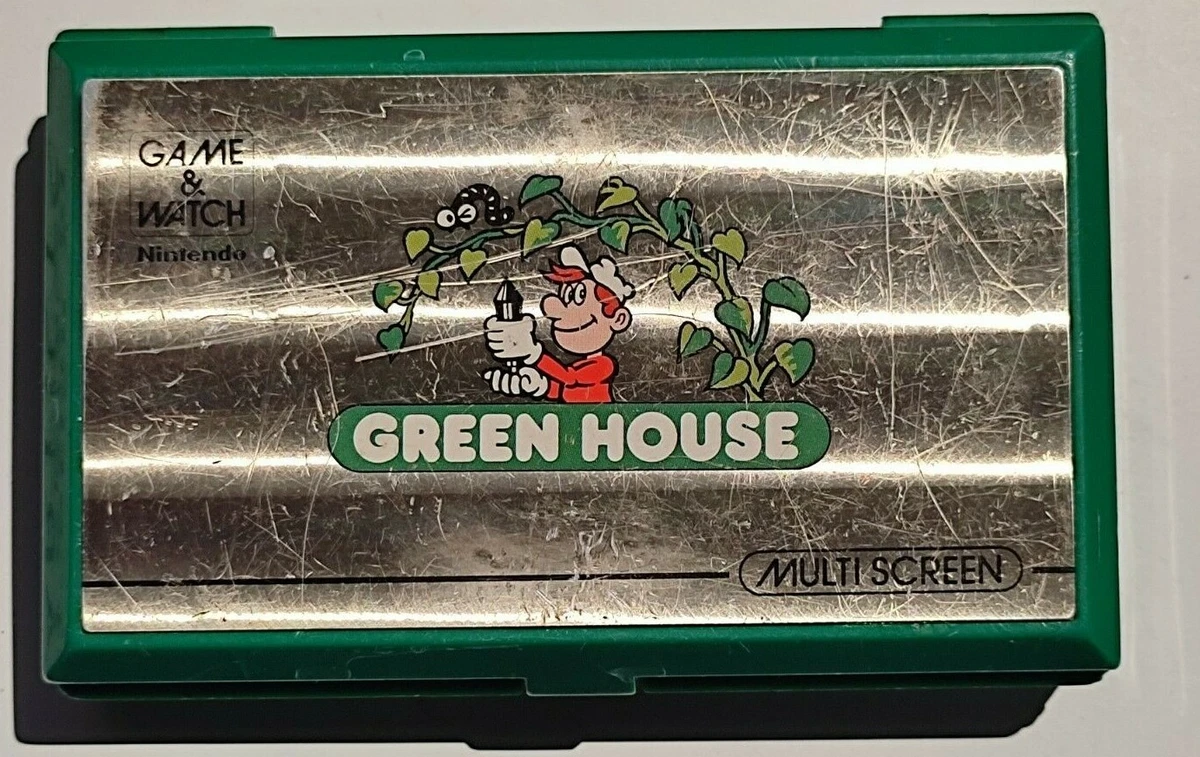 GAME
&
WATCH
Nintendo
GREEN HOUSE
MULTI SCREEN